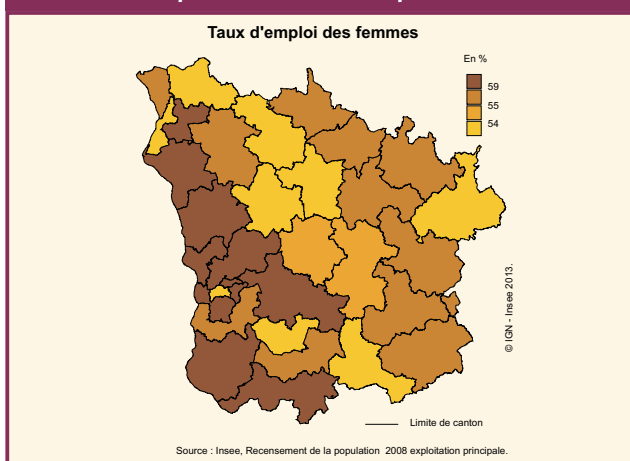 Taux d'emploi des femmes
En %
59
55
54
© IGN - Insee 2013.
Limite de canton
Source : Insee, Recensement de la population 2008 exploitation principale.